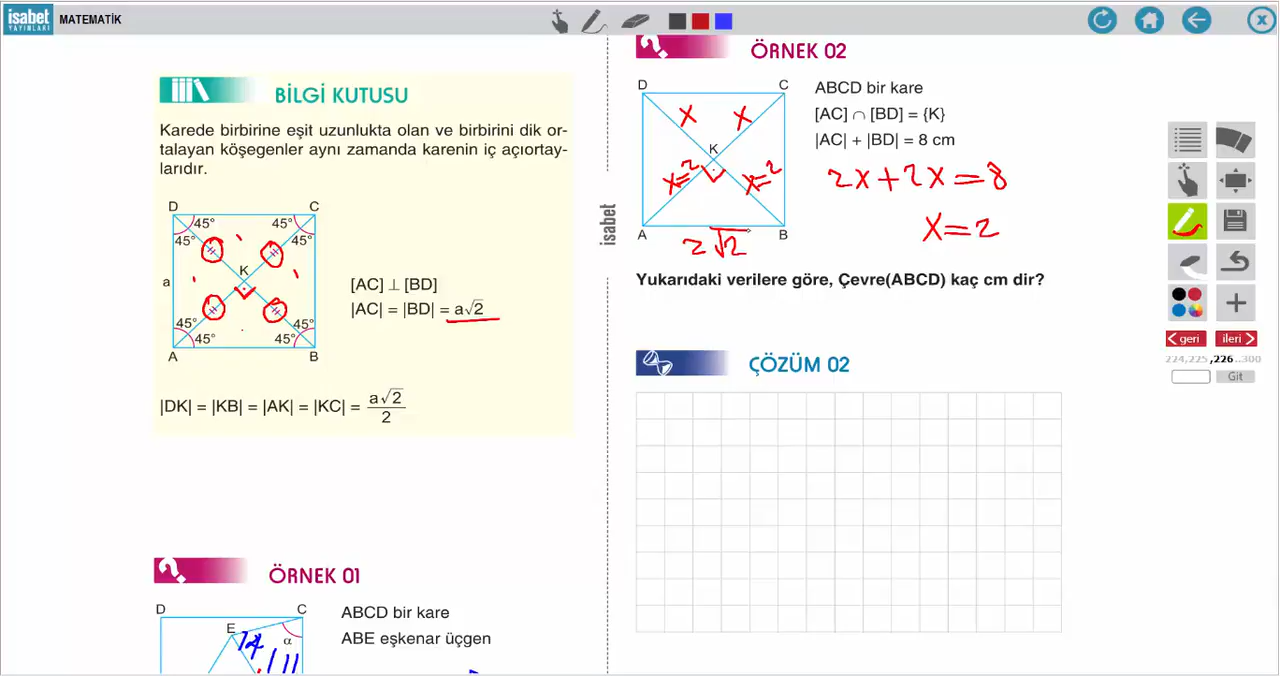 isabet
YAYINLARI
MATEMATİK
BİLGİ KUTUSU
Karede birbirine eşit uzunlukta olan ve birbirini dik or-
talayan köşegenler aynı zamanda karenin iç açıortay-
larıdır.
D C
45° 45°
45° 45°
K
a
45° 45°
45° 45°
A B
[AC] ⊥ [BD]
|AC| = |BD| = a√2
|DK| = |KB| = |AK| = |KC| = a√2/2
ÖRNEK 01
D C
E
α
ABCD bir kare
ABE eşkenar üçgen
isabet
ÖRNEK 02
D C
x x
K
x=2 x=2
A B
2√2
ABCD bir kare
[AC] ∩ [BD] = {K}
|AC| + |BD| = 8 cm
2x+2x=8
x=2
Yukarıdaki verilere göre, Çevre(ABCD) kaç cm dir?
ÇÖZÜM 02
geri ileri
224,225,226...300
Git